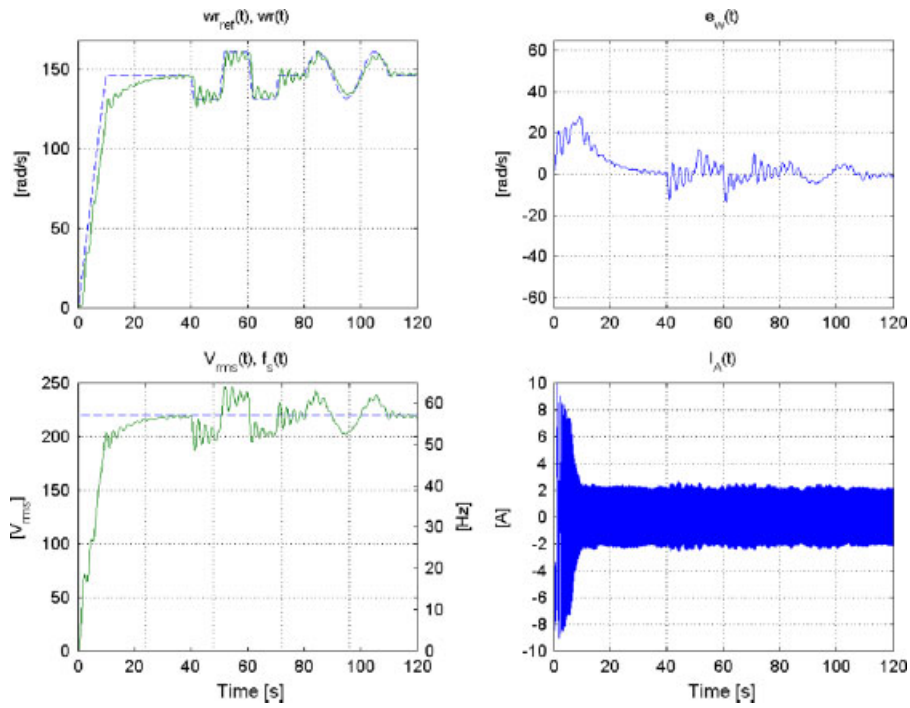 wr_ref(t), wr(t)
150
100
50
0
[rad/s]
0 20 40 60 80 100 120
e_w(t)
60
40
20
0
-20
-40
-60
[rad/s]
0 20 40 60 80 100 120
V_rms(t), f_s(t)
250
200
150
100
50
0
[V_rms]
60
50
40
30
20
10
0
[Hz]
0 20 40 60 80 100 120
Time [s]
I_A(t)
10
8
6
4
2
0
-2
-4
-6
-8
-10
[A]
0 20 40 60 80 100 120
Time [s]